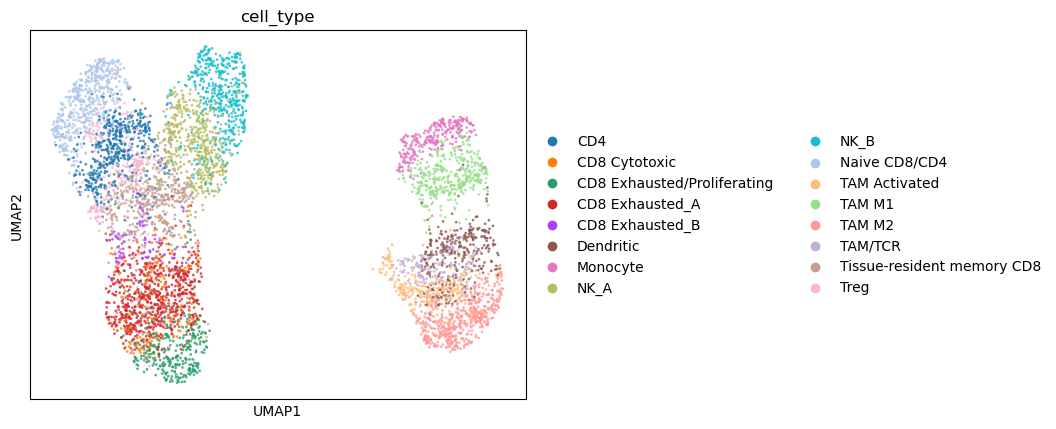 cell_type
UMAP2
UMAP1
CD4
CD8 Cytotoxic
CD8 Exhausted/Proliferating
CD8 Exhausted_A
CD8 Exhausted_B
Dendritic
Monocyte
NK_A
NK_B
Naive CD8/CD4
TAM Activated
TAM M1
TAM M2
TAM/TCR
Tissue-resident memory CD8
Treg